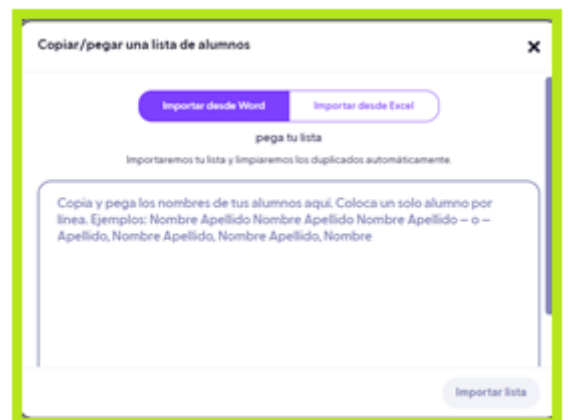 Copiar/pegar una lista de alumnos
Importar desde Word Importar desde Excel
pega tu lista
Importaremos tu lista y limpiaremos los duplicados automáticamente.
Copia y pega los nombres de tus alumnos aquí. Coloca un solo alumno por
línea. Ejemplos: Nombre Apellido Nombre Apellido Nombre Apellido – o –
Apellido, Nombre Apellido, Nombre Apellido, Nombre
Importar lista